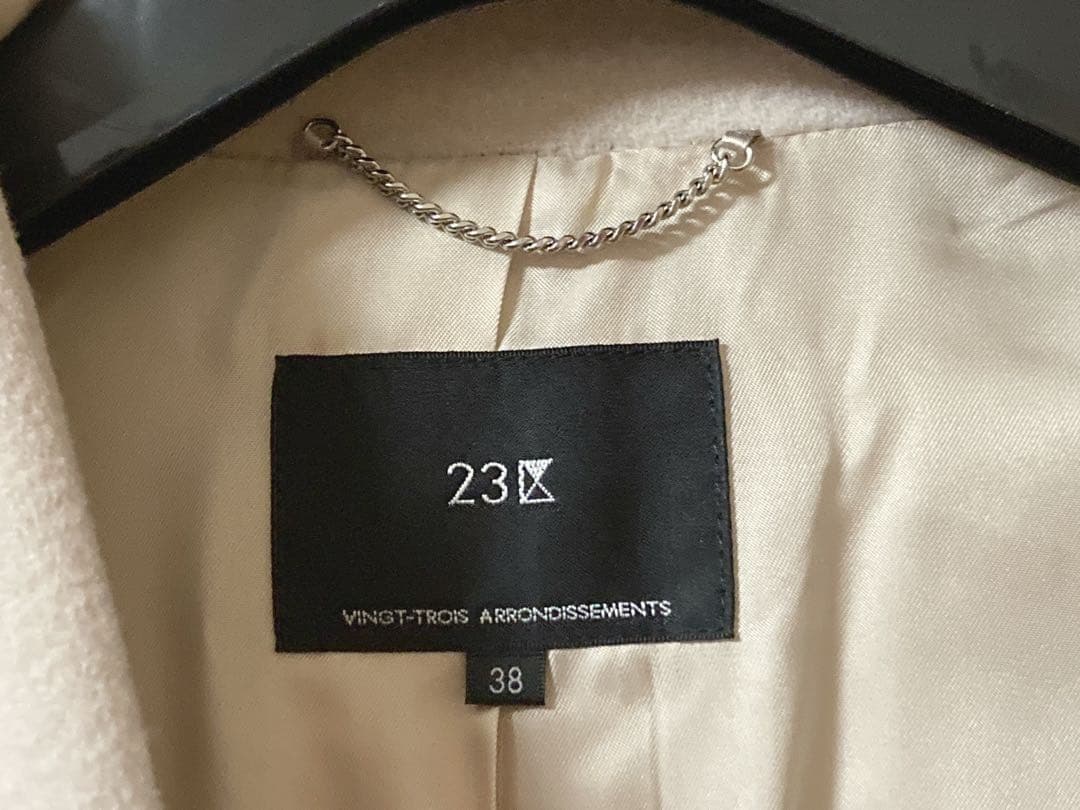 23区
VINGT-TROIS ARRONDISSEMENTS
38